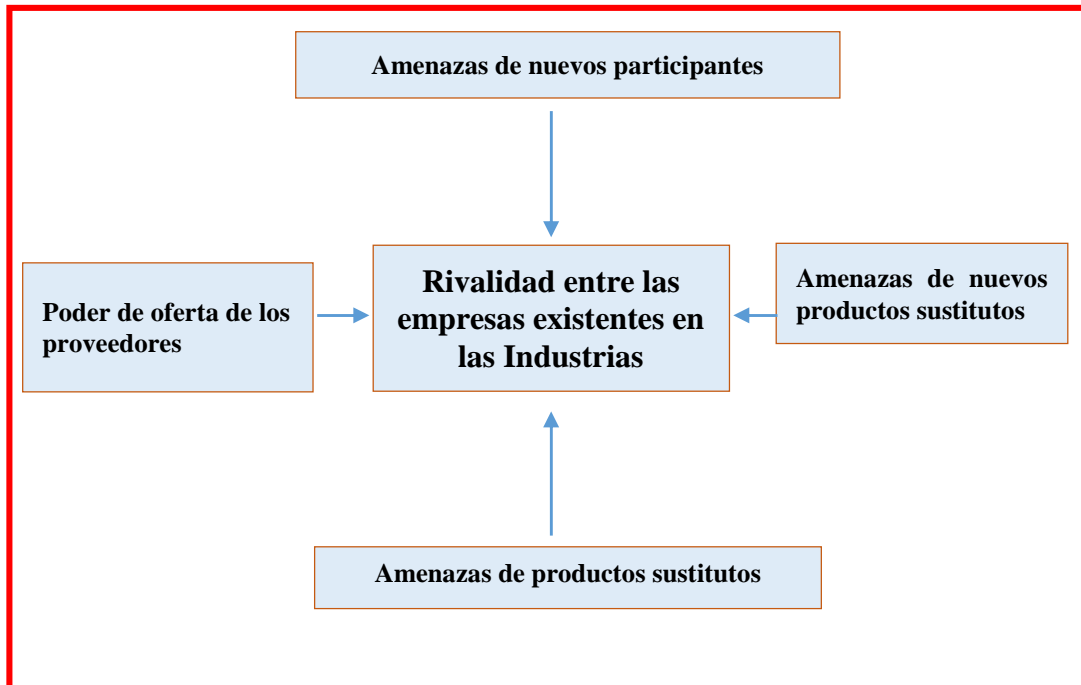 Amenazas de nuevos participantes
Poder de oferta de los
proveedores
Rivalidad entre las
empresas existentes en
las Industrias
Amenazas de nuevos
productos sustitutos
Amenazas de productos sustitutos